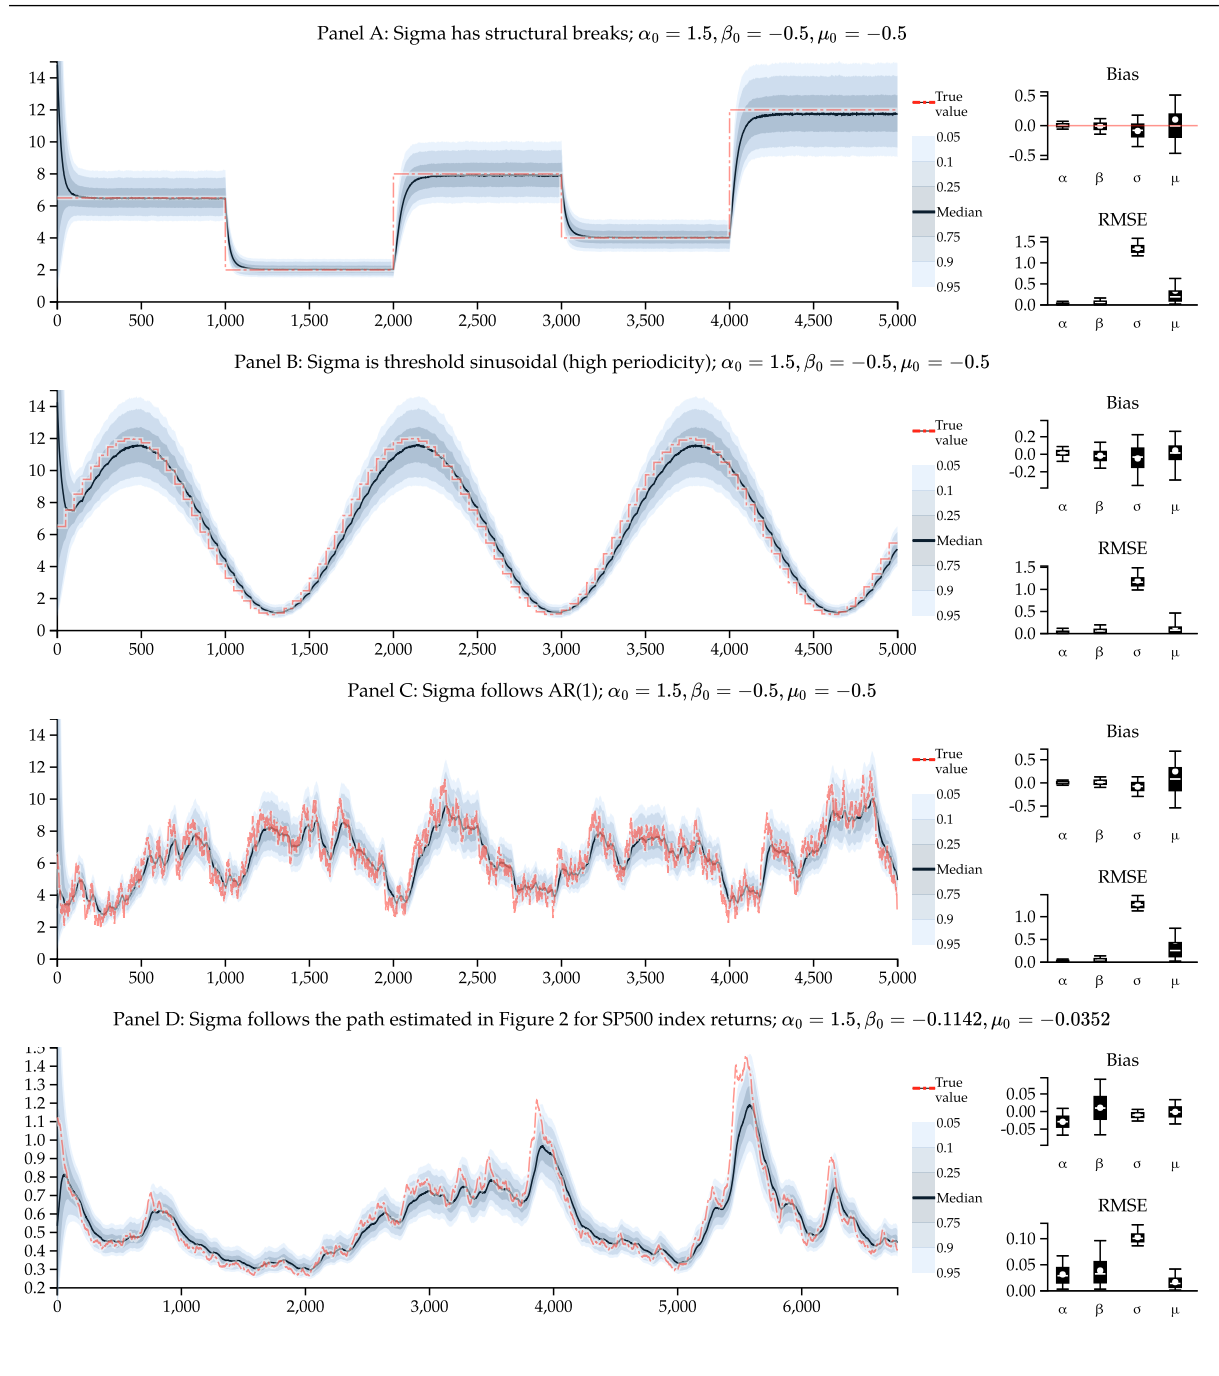 Panel A: Sigma has structural breaks; α₀ = 1.5, β₀ = −0.5, μ₀ = −0.5
14
12
10
8
6
4
2
0
0 500 1,000 1,500 2,000 2,500 3,000 3,500 4,000 4,500 5,000
True
value
0.05
0.1
0.25
Median
0.75
0.9
0.95
Bias
0.5
0.0
-0.5
α β σ μ
RMSE
1.5
1.0
0.5
0.0
α β σ μ
Panel B: Sigma is threshold sinusoidal (high periodicity); α₀ = 1.5, β₀ = −0.5, μ₀ = −0.5
14
12
10
8
6
4
2
0
0 500 1,000 1,500 2,000 2,500 3,000 3,500 4,000 4,500 5,000
True
value
0.05
0.1
0.25
Median
0.75
0.9
0.95
Bias
0.2
0.0
-0.2
α β σ μ
RMSE
1.5
1.0
0.5
0.0
α β σ μ
Panel C: Sigma follows AR(1); α₀ = 1.5, β₀ = −0.5, μ₀ = −0.5
14
12
10
8
6
4
2
0
0 500 1,000 1,500 2,000 2,500 3,000 3,500 4,000 4,500 5,000
True
value
0.05
0.1
0.25
Median
0.75
0.9
0.95
Bias
0.5
0.0
-0.5
α β σ μ
RMSE
1.0
0.5
0.0
α β σ μ
Panel D: Sigma follows the path estimated in Figure 2 for SP500 index returns; α₀ = 1.5, β₀ = −0.1142, μ₀ = −0.0352
1.5
1.4
1.3
1.2
1.1
1.0
0.9
0.8
0.7
0.6
0.5
0.4
0.3
0.2
0 1,000 2,000 3,000 4,000 5,000 6,000
True
value
0.05
0.1
0.25
Median
0.75
0.9
0.95
Bias
0.05
0.00
-0.05
α β σ μ
RMSE
0.10
0.05
0.00
α β σ μ